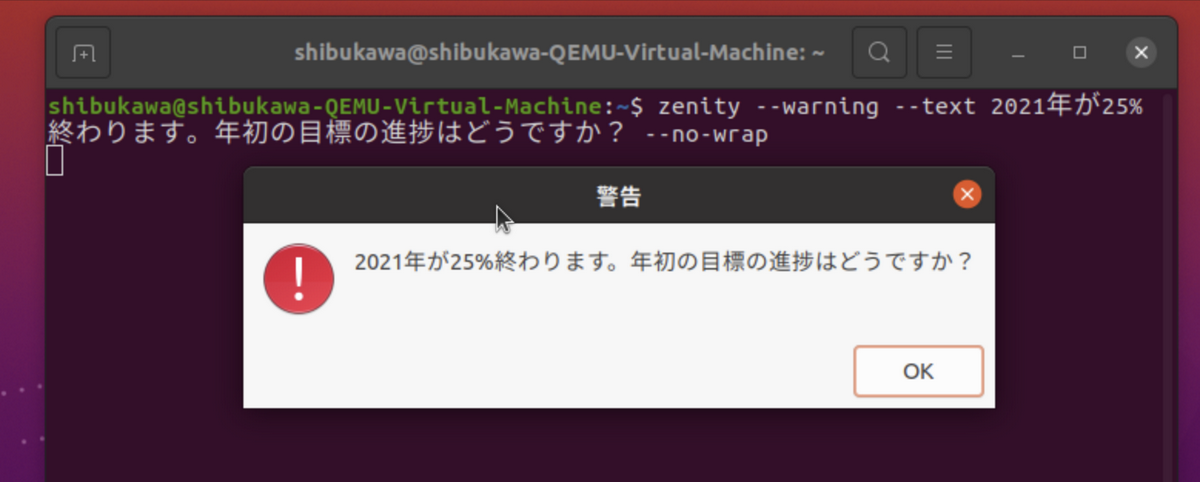 shibukawa@shibukawa-QEMU-Virtual-Machine: ~
shibukawa@shibukawa-QEMU-Virtual-Machine:~$ zenity --warning --text 2021年が25%
終わります。年初の目標の進捗はどうですか？ --no-wrap
警告
2021年が25%終わります。年初の目標の進捗はどうですか？
OK